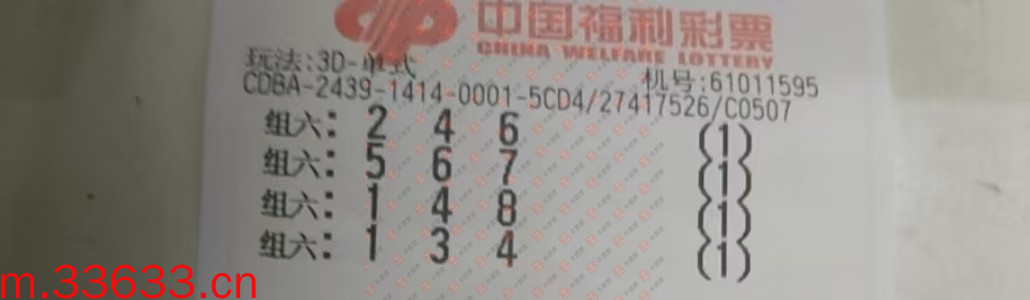 中国福利彩票
CHINA WELFARE LOTTERY
玩法:3D-单式 机号:61011595
CD8A-2439-1414-0001-5CD4/27417526/C0507
组六: 2 4 6 (1)
组六: 5 6 7 (1)
组六: 1 4 8 (1)
组六: 1 3 4 (1)
m.33633.cn